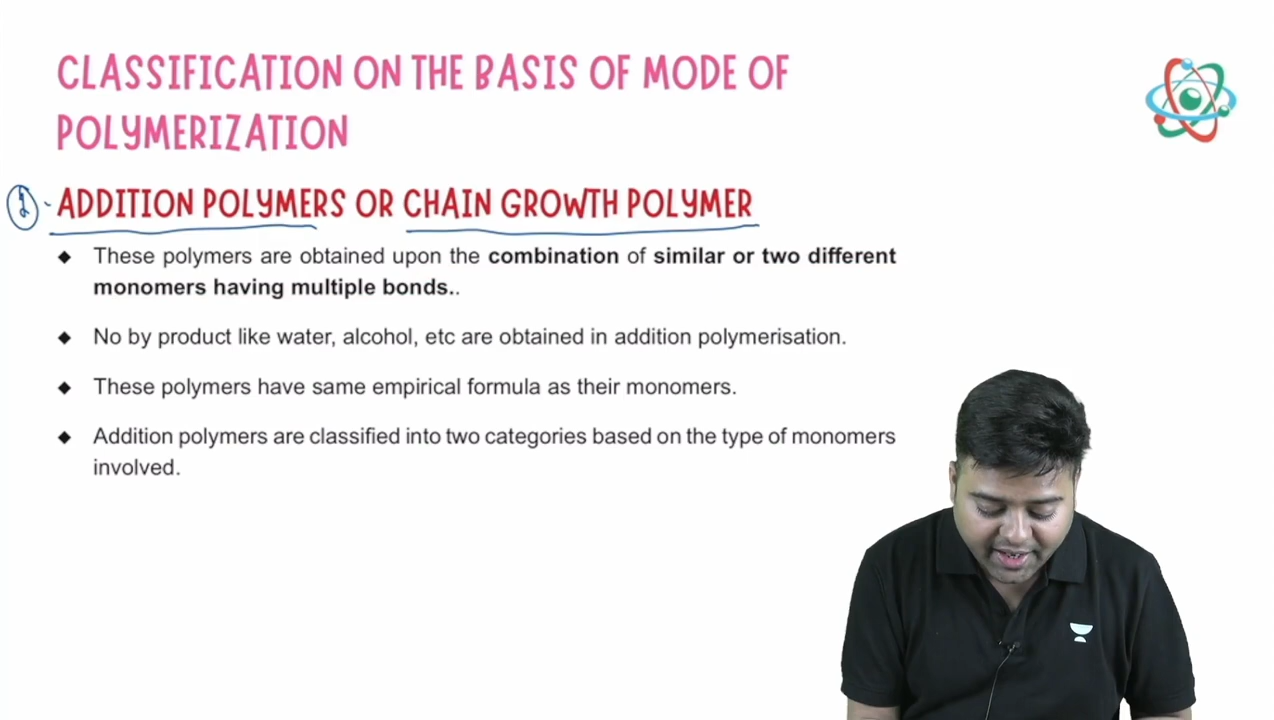 CLASSIFICATION ON THE BASIS OF MODE OF
POLYMERIZATION
1 ADDITION POLYMERS OR CHAIN GROWTH POLYMER
◆ These polymers are obtained upon the combination of similar or two different
monomers having multiple bonds..
◆ No by product like water, alcohol, etc are obtained in addition polymerisation.
◆ These polymers have same empirical formula as their monomers.
◆ Addition polymers are classified into two categories based on the type of monomers
involved.